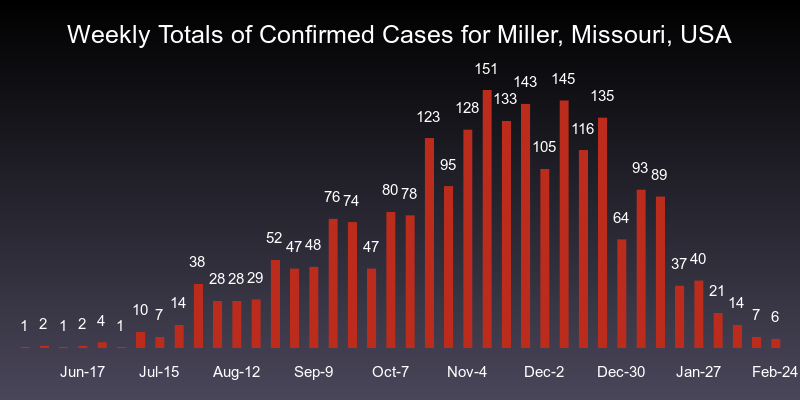 Weekly Totals of Confirmed Cases for Miller, Missouri, USA
1 2 1 2 4 1 10 7 14 38 28 28 29 52 47 48 76 74 47 80 78 123 95 128 151 133 143 105 145 116 135 64 93 89 37 40 21 14 7 6
Jun-17 Jul-15 Aug-12 Sep-9 Oct-7 Nov-4 Dec-2 Dec-30 Jan-27 Feb-24